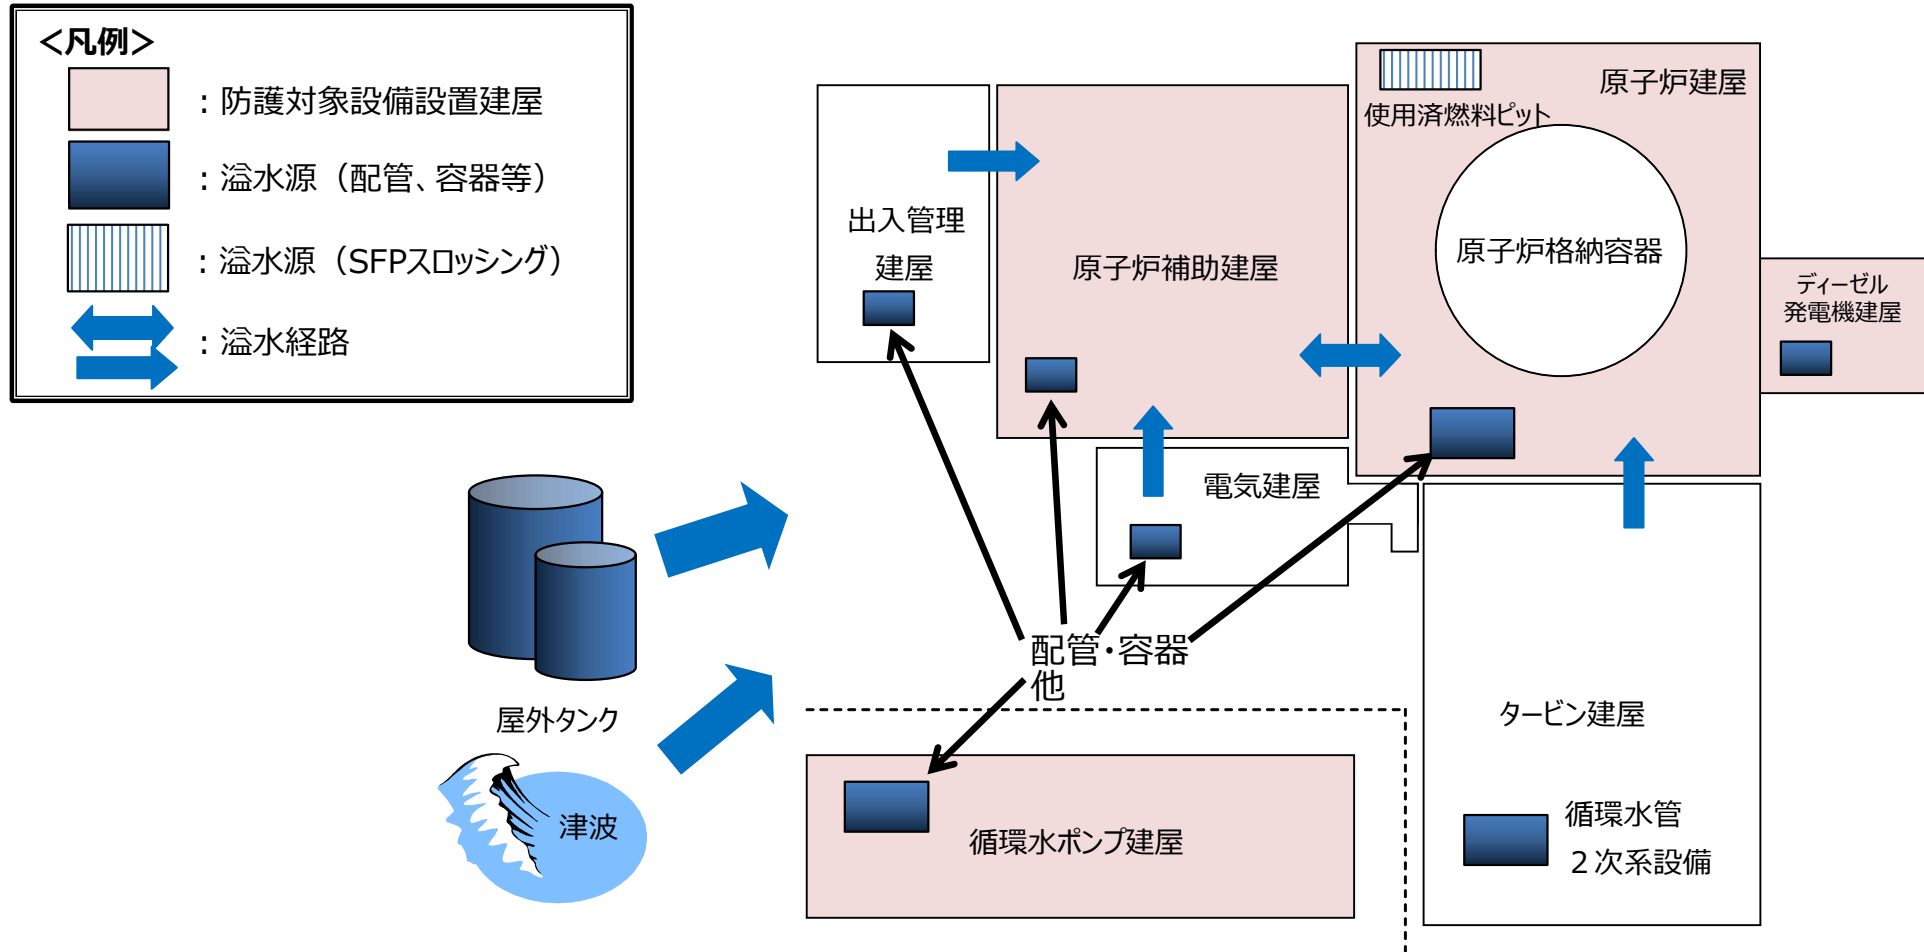 ＜凡例＞
：防護対象設備設置建屋
：溢水源（配管、容器等）
：溢水源（SFPスロッシング）
：溢水経路
原子炉建屋
使用済燃料ピット
出入管理
建屋
原子炉補助建屋
原子炉格納容器
ディーゼル
発電機建屋
電気建屋
配管・容器
他
屋外タンク
タービン建屋
津波
循環水ポンプ建屋
循環水管
２次系設備